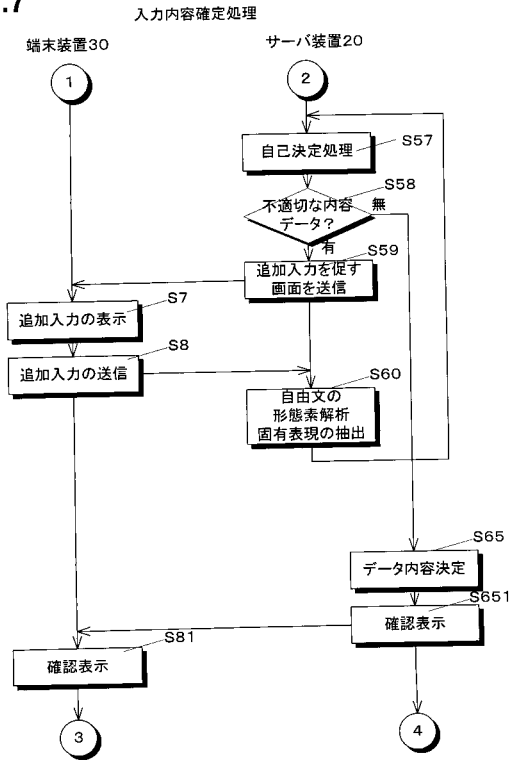 .7
入力内容確定処理
端末装置30
サーバ装置20
1
2
自己決定処理
S57
S58
不適切な内容
データ？
無
有
S59
追加入力を促す
画面を送信
S7
追加入力の表示
S8
追加入力の送信
S60
自由文の
形態素解析
固有表現の抽出
S65
データ内容決定
S651
確認表示
S81
確認表示
3
4